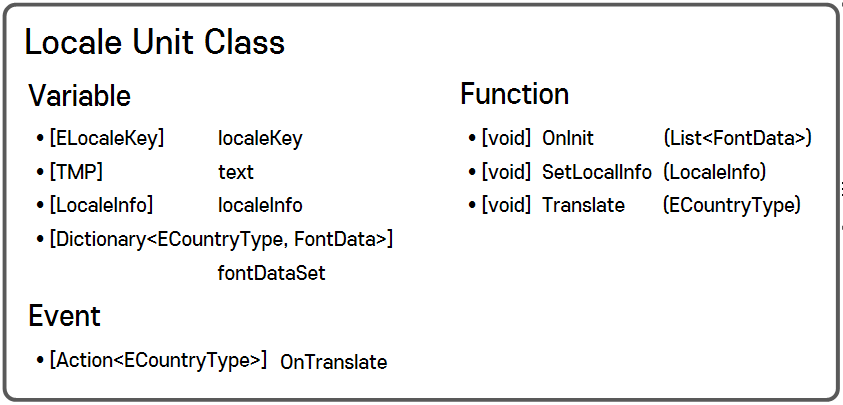 Locale Unit Class
Variable
• [ELocaleKey] localeKey
• [TMP] text
• [LocaleInfo] localeInfo
• [Dictionary<ECountryType, FontData>]
fontDataSet
Event
• [Action<ECountryType>] OnTranslate
Function
• [void] OnInit (List<FontData>)
• [void] SetLocalInfo (LocaleInfo)
• [void] Translate (ECountryType)